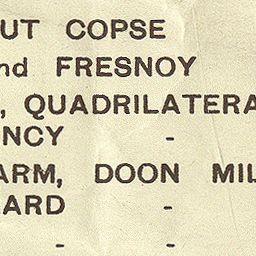 UT COPSE
nd FRESNOY
, QUADRILATERA
NCY -
ARM, DOON MIL
ARD -
- -